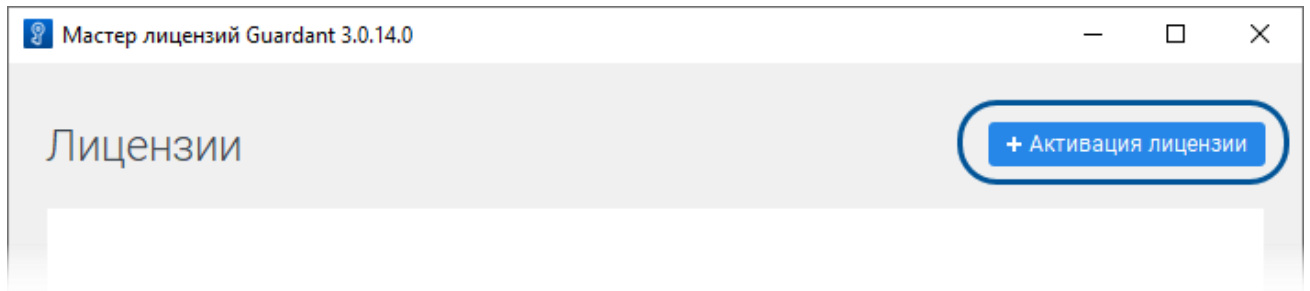 Мастер лицензий Guardant 3.0.14.0
Лицензии
+ Активация лицензии